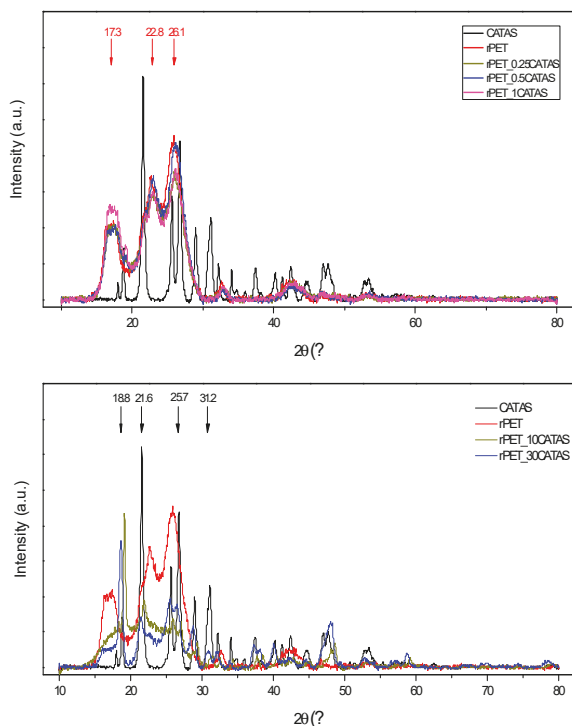 17.3 22.8 26.1
CATAS
rPET
rPET_0.25CATAS
rPET_0.5CATAS
rPET_1CATAS
Intensity (a.u.)
20 40 60 80
2θ(?
18.8 21.6 25.7 31.2
CATAS
rPET
rPET_10CATAS
rPET_30CATAS
Intensity (a.u.)
10 20 30 40 50 60 70 80
2θ(?